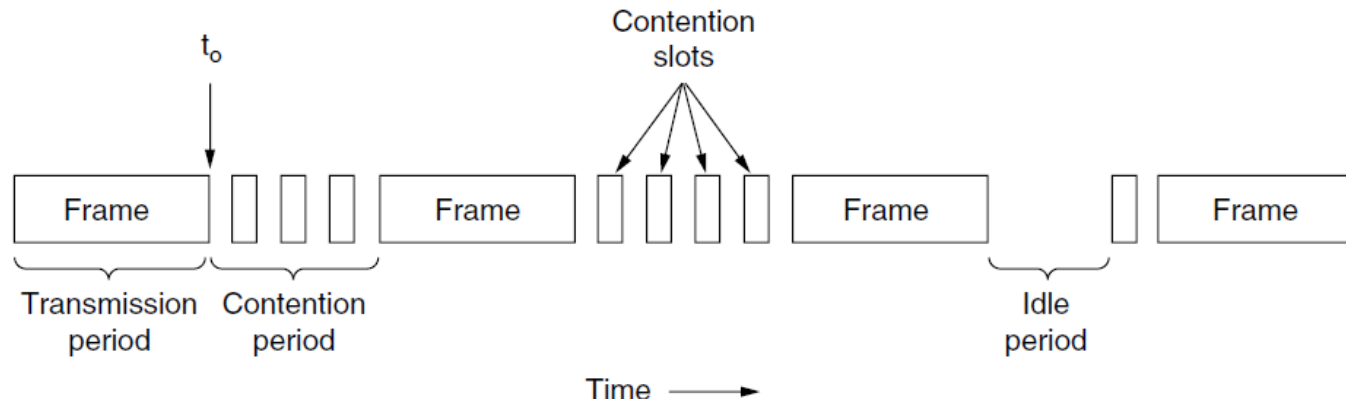 t₀
Contention
slots
Frame
Frame
Frame
Frame
Transmission
period
Contention
period
Idle
period
Time